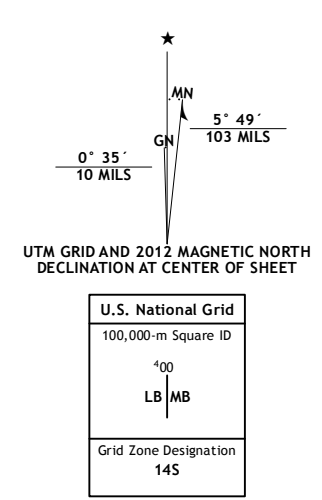 ★
MN
GN
5° 49´
103 MILS
0° 35´
10 MILS
UTM GRID AND 2012 MAGNETIC NORTH
DECLINATION AT CENTER OF SHEET
U.S. National Grid
100,000-m Square ID
⁴00
LB MB
Grid Zone Designation
14S